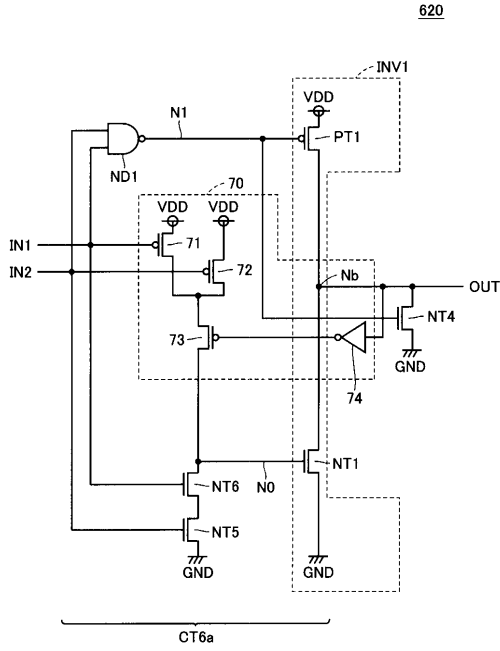 620
INV1
VDD
N1
PT1
ND1
70
VDD
VDD
IN1
71
IN2
72
Nb
OUT
73
NT4
74
GND
NT6
N0
NT1
NT5
GND
GND
CT6a